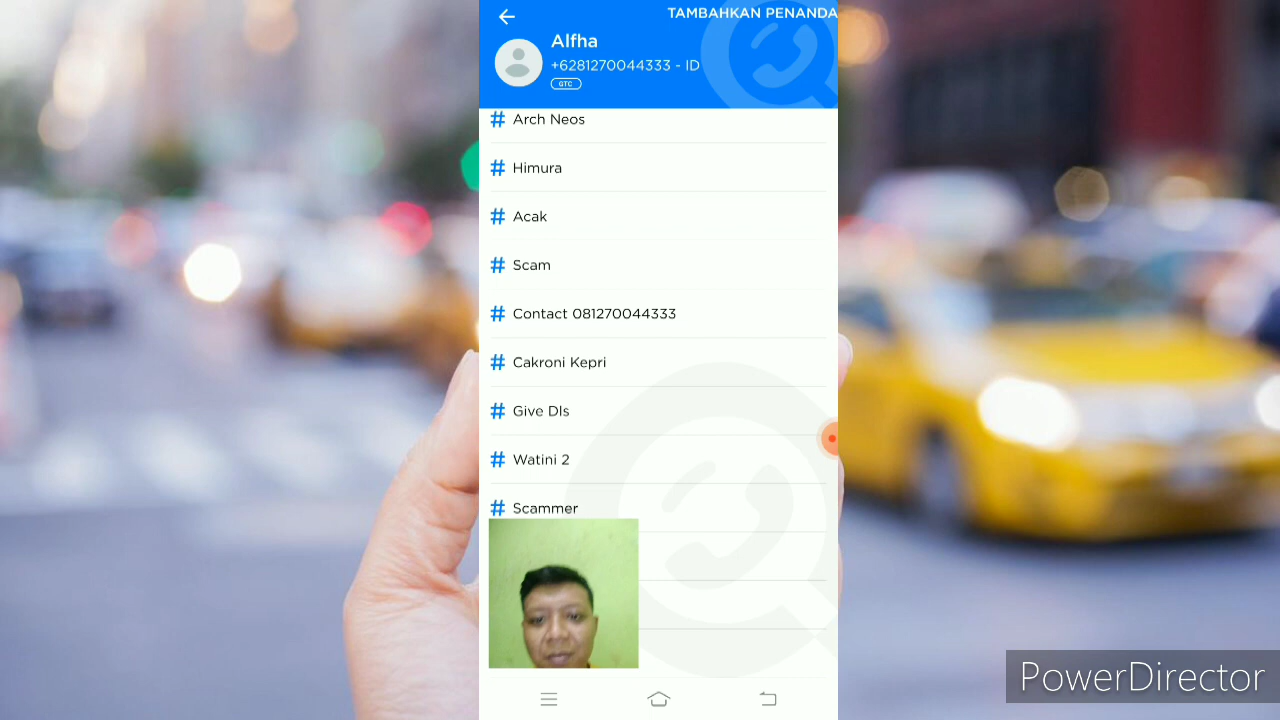 TAMBAHKAN PENANDA
Alfha
+6281270044333 - ID
GTC
# Arch Neos
# Himura
# Acak
# Scam
# Contact 081270044333
# Cakroni Kepri
# Give Dls
# Watini 2
# Scammer
PowerDirector